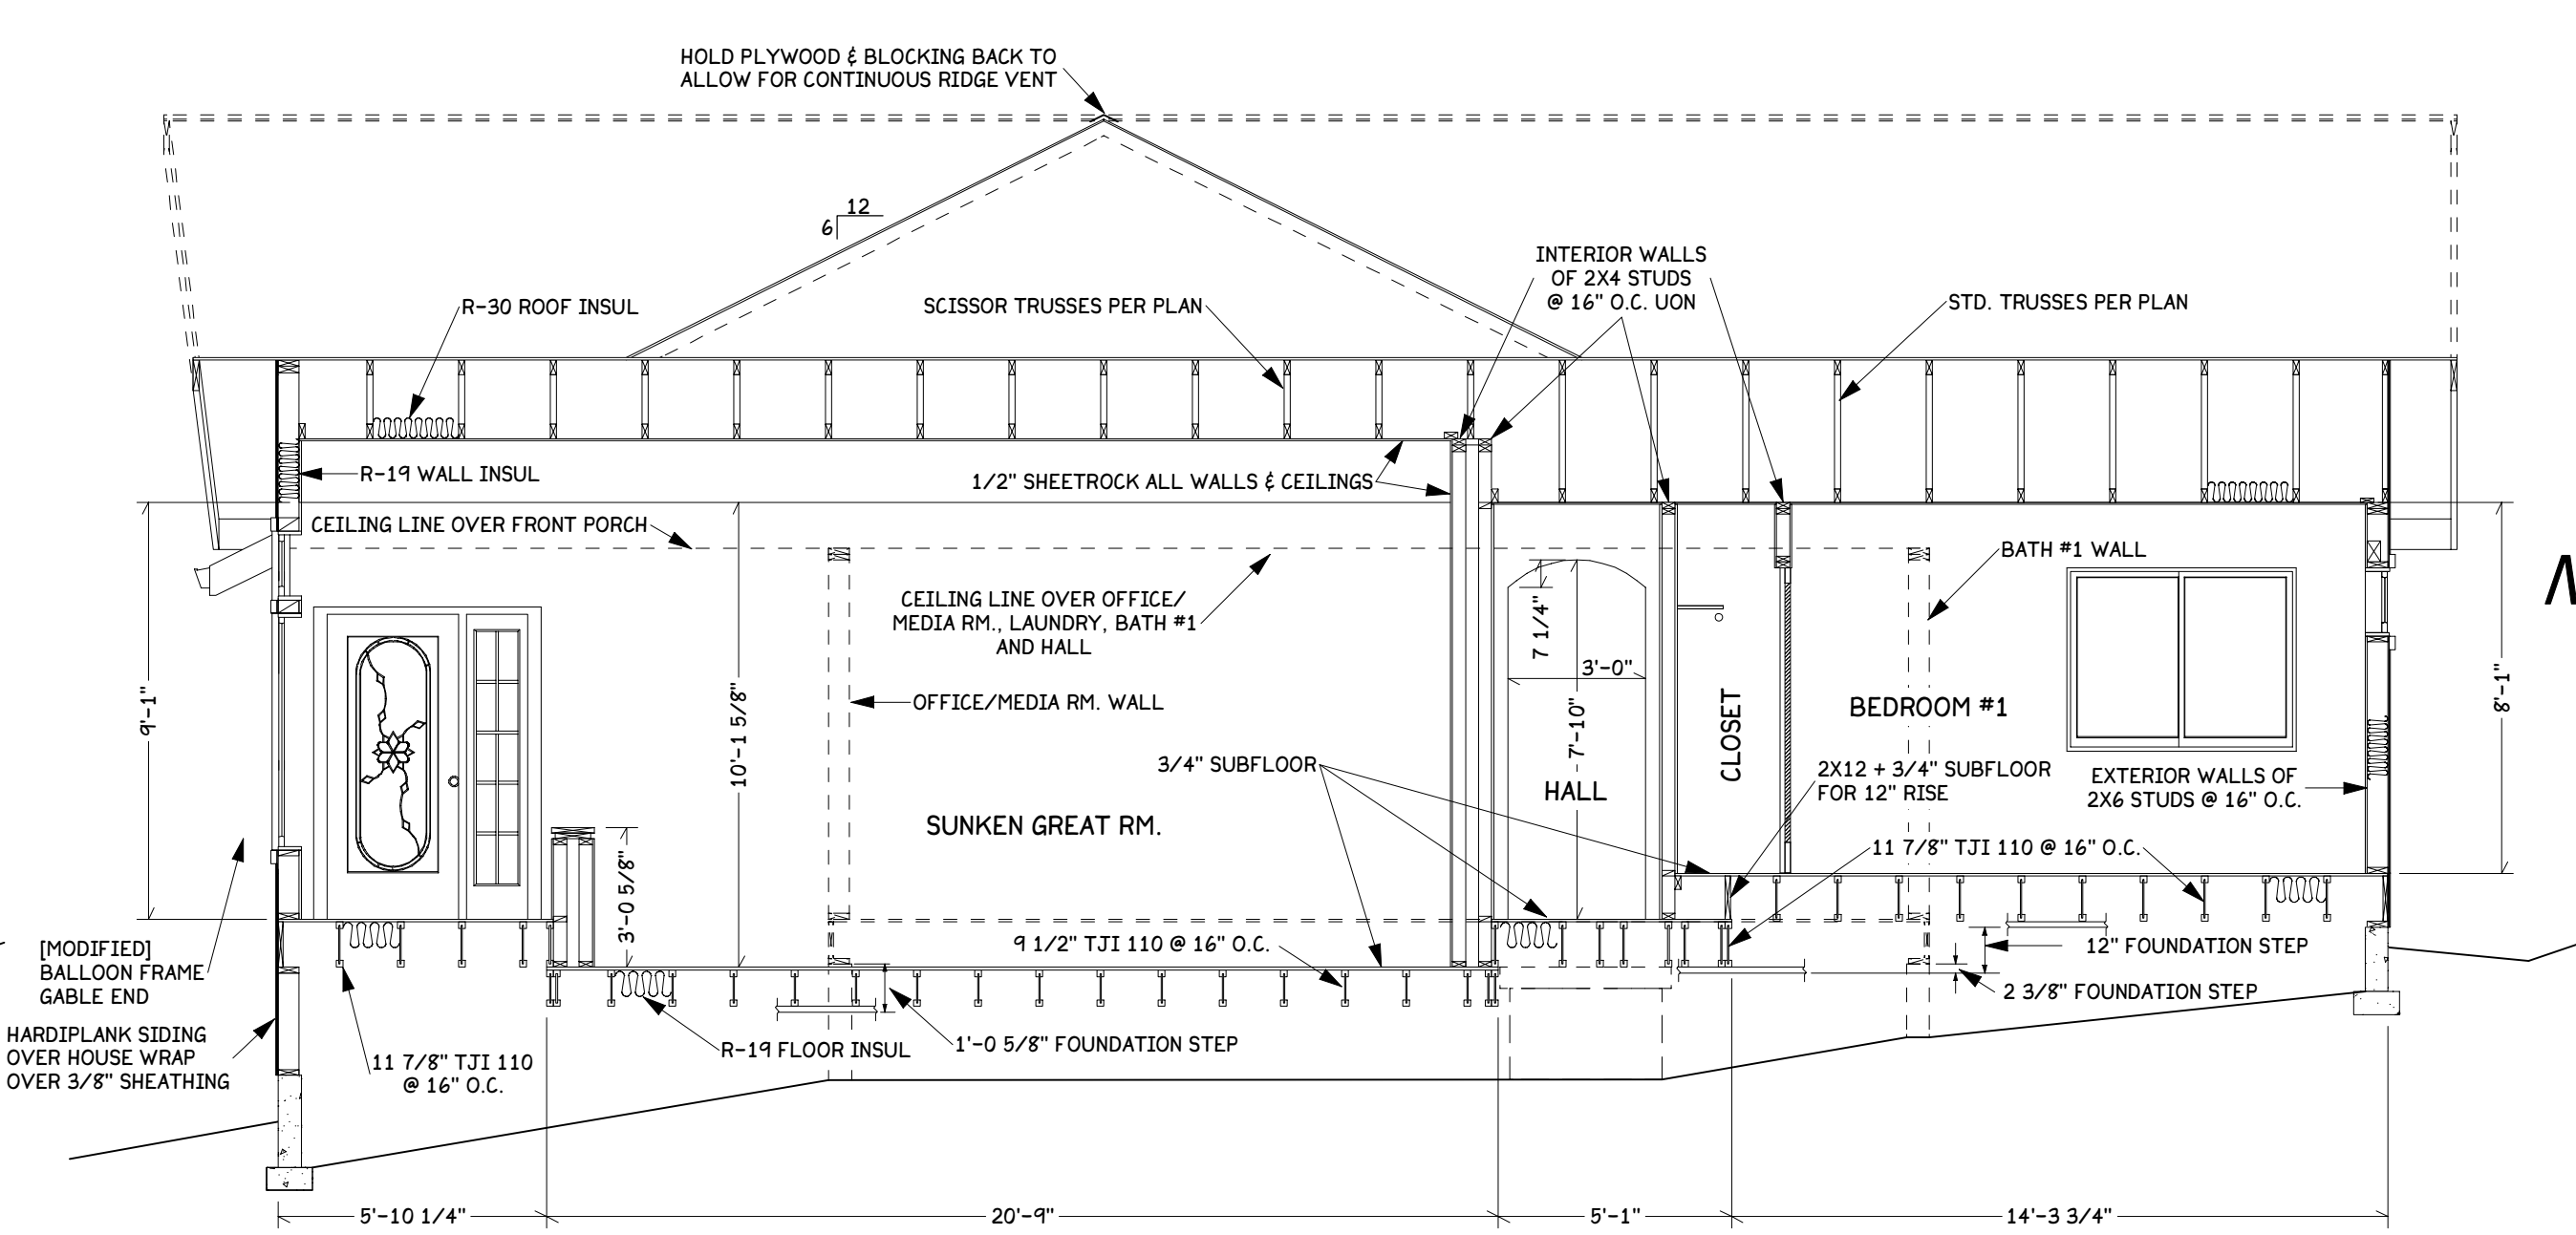 HOLD PLYWOOD & BLOCKING BACK TO
ALLOW FOR CONTINUOUS RIDGE VENT
12
6
INTERIOR WALLS
OF 2X4 STUDS
@ 16" O.C. UON
R-30 ROOF INSUL
SCISSOR TRUSSES PER PLAN
STD. TRUSSES PER PLAN
R-19 WALL INSUL
1/2" SHEETROCK ALL WALLS & CEILINGS
CEILING LINE OVER FRONT PORCH
BATH #1 WALL
CEILING LINE OVER OFFICE/
MEDIA RM., LAUNDRY, BATH #1
AND HALL
7 1/4"
3'-0"
9'-1"
10'-1 5/8"
OFFICE/MEDIA RM. WALL
7'-10"
CLOSET
BEDROOM #1
8'-1"
3/4" SUBFLOOR
HALL
2X12 + 3/4" SUBFLOOR
FOR 12" RISE
EXTERIOR WALLS OF
2X6 STUDS @ 16" O.C.
SUNKEN GREAT RM.
11 7/8" TJI 110 @ 16" O.C.
3'-0 5/8"
[MODIFIED]
BALLOON FRAME
GABLE END
9 1/2" TJI 110 @ 16" O.C.
12" FOUNDATION STEP
2 3/8" FOUNDATION STEP
HARDIPLANK SIDING
OVER HOUSE WRAP
OVER 3/8" SHEATHING
11 7/8" TJI 110
@ 16" O.C.
R-19 FLOOR INSUL
1'-0 5/8" FOUNDATION STEP
5'-10 1/4"
20'-9"
5'-1"
14'-3 3/4"